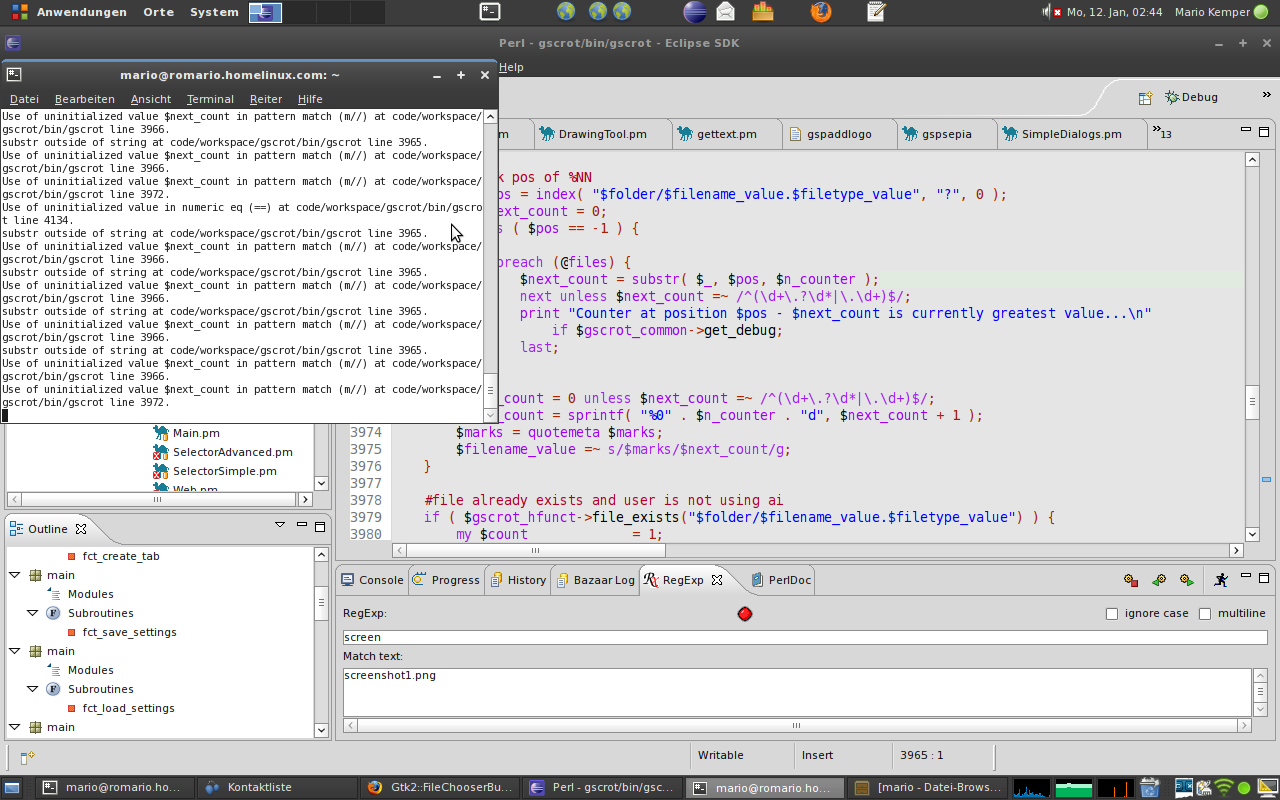 Anwendungen Orte System
Mo, 12. Jan, 02:44 Mario Kemper
Perl - gscrot/bin/gscrot - Eclipse SDK
Help
Debug
mario@romario.homelinux.com: ~
Datei Bearbeiten Ansicht Terminal Reiter Hilfe
Use of uninitialized value $next_count in pattern match (m//) at code/workspace/
gscrot/bin/gscrot line 3966.
substr outside of string at code/workspace/gscrot/bin/gscrot line 3965.
Use of uninitialized value $next_count in pattern match (m//) at code/workspace/
gscrot/bin/gscrot line 3966.
Use of uninitialized value $next_count in pattern match (m//) at code/workspace/
gscrot/bin/gscrot line 3972.
Use of uninitialized value in numeric eq (==) at code/workspace/gscrot/bin/gscro
t line 4134.
substr outside of string at code/workspace/gscrot/bin/gscrot line 3965.
Use of uninitialized value $next_count in pattern match (m//) at code/workspace/
gscrot/bin/gscrot line 3966.
substr outside of string at code/workspace/gscrot/bin/gscrot line 3965.
Use of uninitialized value $next_count in pattern match (m//) at code/workspace/
gscrot/bin/gscrot line 3966.
substr outside of string at code/workspace/gscrot/bin/gscrot line 3965.
Use of uninitialized value $next_count in pattern match (m//) at code/workspace/
gscrot/bin/gscrot line 3966.
substr outside of string at code/workspace/gscrot/bin/gscrot line 3965.
Use of uninitialized value $next_count in pattern match (m//) at code/workspace/
gscrot/bin/gscrot line 3966.
Use of uninitialized value $next_count in pattern match (m//) at code/workspace/
gscrot/bin/gscrot line 3972.
m DrawingTool.pm gettext.pm gspaddlogo gspsepia SimpleDialogs.pm »13
k pos of %NN
os = index( "$folder/$filename_value.$filetype_value", "?", 0 );
ext_count = 0;
s ( $pos == -1 ) {
oreach (@files) {
$next_count = substr( $_, $pos, $n_counter );
next unless $next_count =~ /^(\d+\.?\d*|\.\d+)$/;
print "Counter at position $pos - $next_count is currently greatest value...\n"
if $gscrot_common->get_debug;
last;
_count = 0 unless $next_count =~ /^(\d+\.?\d*|\.\d+)$/;
_count = sprintf( "%0" . $n_counter . "d", $next_count + 1 );
3974 $marks = quotemeta $marks;
3975 $filename_value =~ s/$marks/$next_count/g;
3976 }
3977
3978 #file already exists and user is not using ai
3979 if ( $gscrot_hfunct->file_exists("$folder/$filename_value.$filetype_value") ) {
3980 my $count = 1;
Main.pm
SelectorAdvanced.pm
SelectorSimple.pm
Web.pm
Outline
fct_create_tab
main
Modules
Subroutines
fct_save_settings
main
Modules
Subroutines
fct_load_settings
main
Console Progress History Bazaar Log RegExp PerlDoc
RegExp: ignore case multiline
screen
Match text:
screenshot1.png
Writable Insert 3965 : 1
mario@romario.ho... Kontaktliste Gtk2::FileChooserBu... Perl - gscrot/bin/gsc... mario@romario.ho... [mario - Datei-Brows...